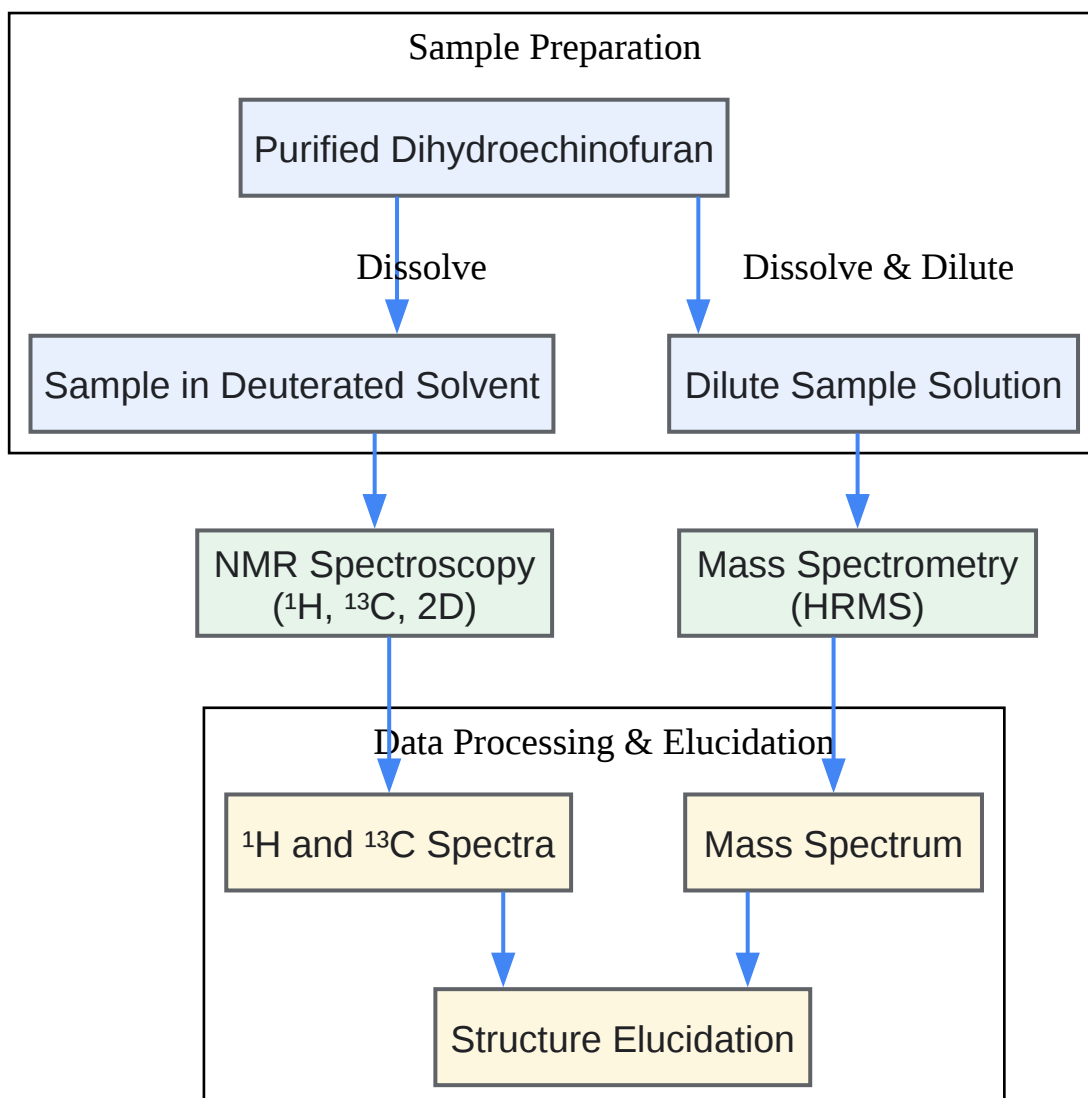 Sample Preparation
Purified Dihydroechinofuran
Dissolve
Dissolve & Dilute
Sample in Deuterated Solvent
Dilute Sample Solution
NMR Spectroscopy
(¹H, ¹³C, 2D)
Mass Spectrometry
(HRMS)
Data Processing & Elucidation
¹H and ¹³C Spectra
Mass Spectrum
Structure Elucidation